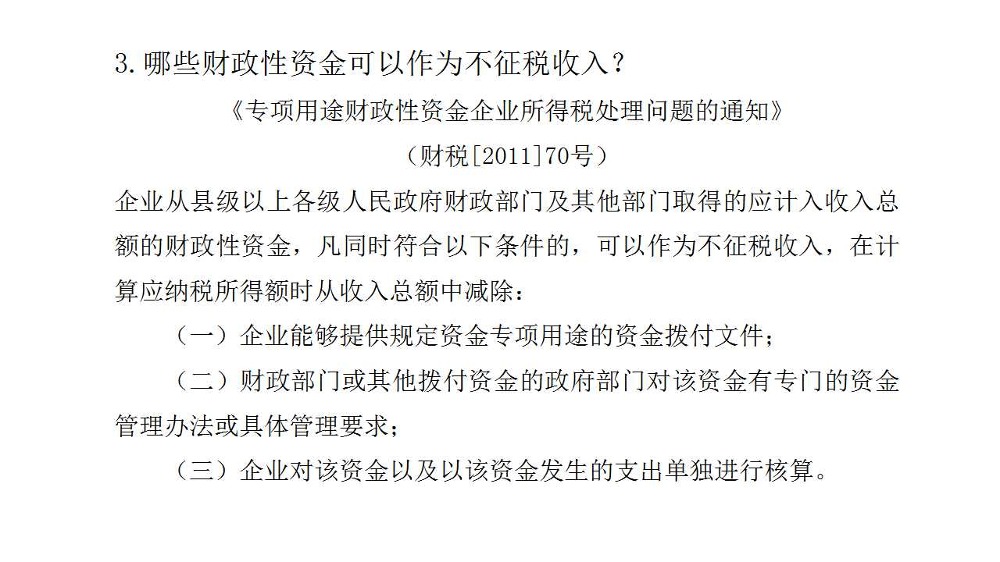 3.哪些财政性资金可以作为不征税收入？
《专项用途财政性资金企业所得税处理问题的通知》
（财税[2011]70号）
企业从县级以上各级人民政府财政部门及其他部门取得的应计入收入总
额的财政性资金，凡同时符合以下条件的，可以作为不征税收入，在计
算应纳税所得额时从收入总额中减除：
（一）企业能够提供规定资金专项用途的资金拨付文件；
（二）财政部门或其他拨付资金的政府部门对该资金有专门的资金
管理办法或具体管理要求；
（三）企业对该资金以及以该资金发生的支出单独进行核算。